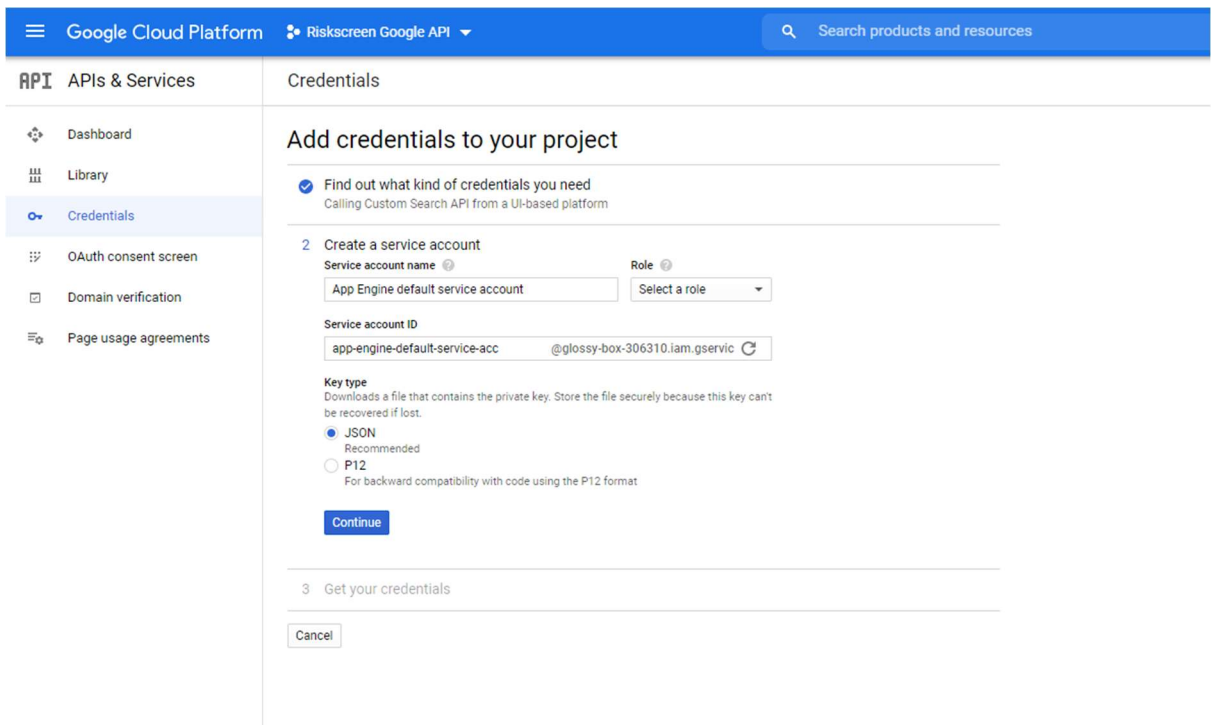 Google Cloud Platform
Riskscreen Google API
Search products and resources
API APIs & Services
Credentials
Dashboard
Library
Credentials
OAuth consent screen
Domain verification
Page usage agreements
Add credentials to your project
Find out what kind of credentials you need
Calling Custom Search API from a UI-based platform
2 Create a service account
Service account name
Role
App Engine default service account
Select a role
Service account ID
app-engine-default-service-acc @glossy-box-306310.iam.gservic
Key type
Downloads a file that contains the private key. Store the file securely because this key can't
be recovered if lost.
JSON
Recommended
P12
For backward compatibility with code using the P12 format
Continue
3 Get your credentials
Cancel